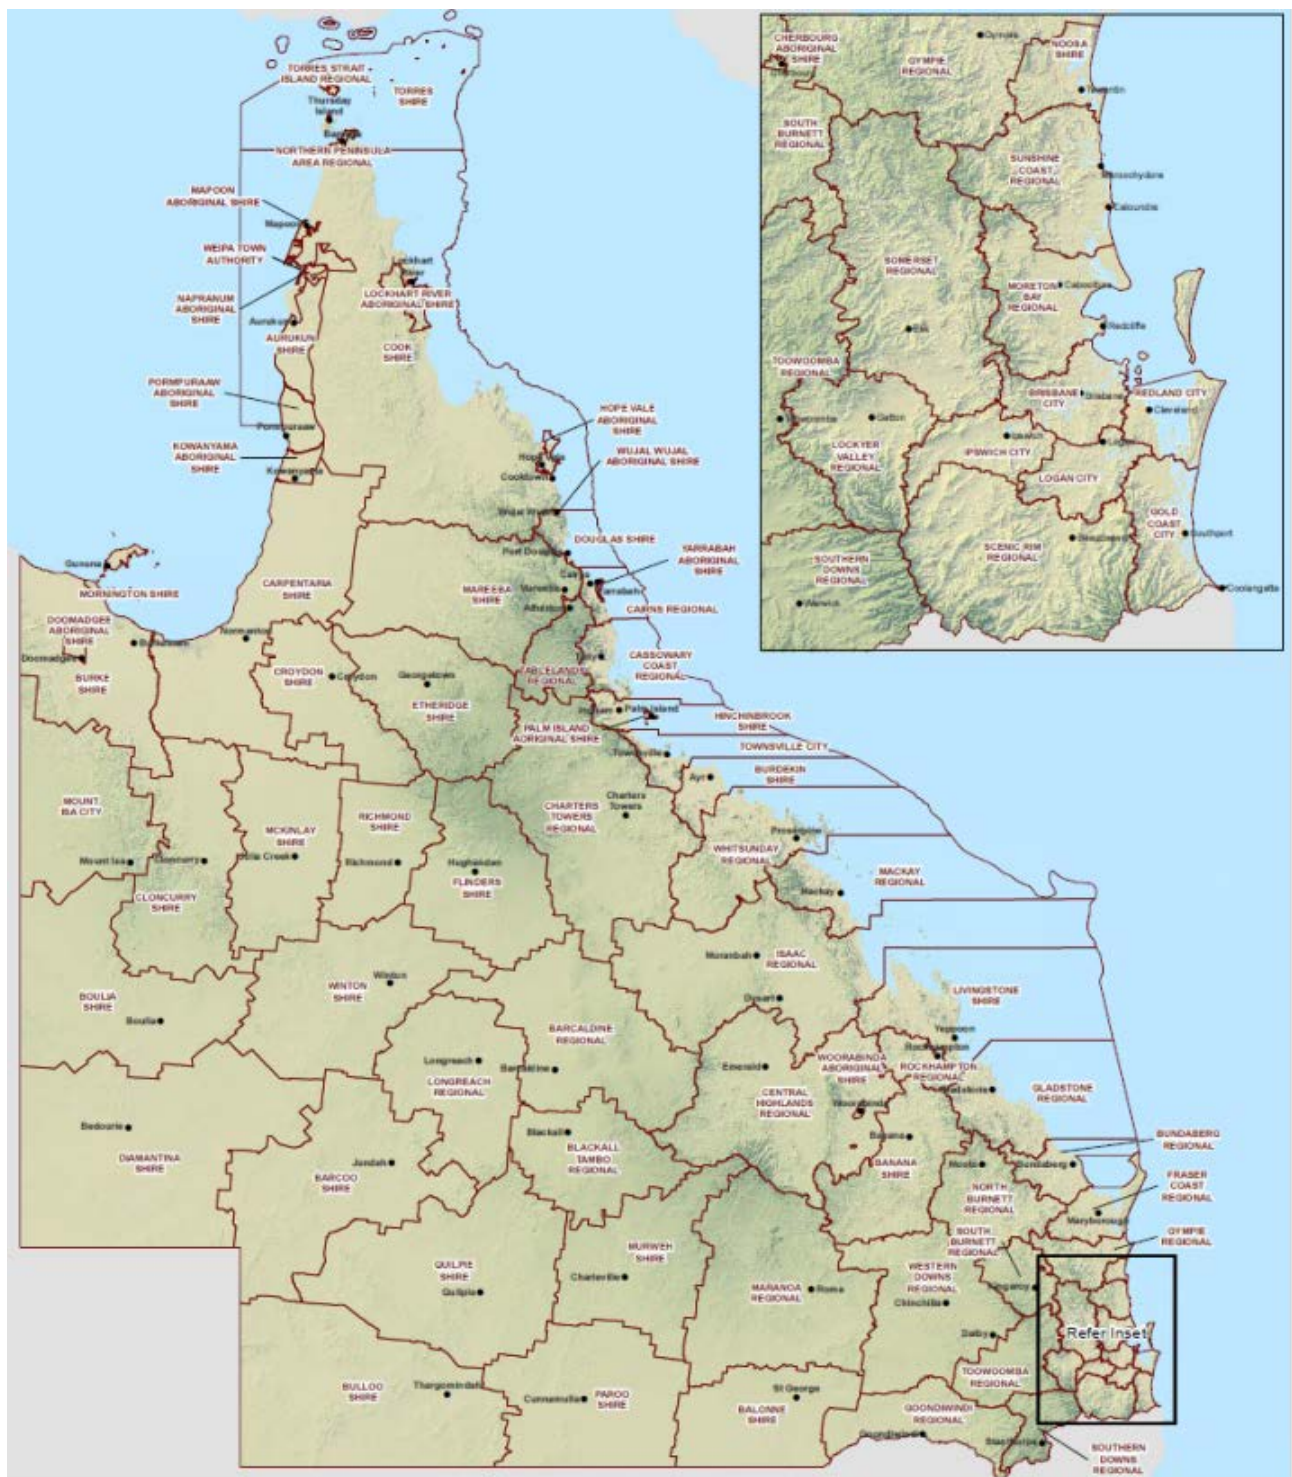 TORRES STRAIT
ISLAND REGIONAL
TORRES
SHIRE
Thursday
Island
NORTHERN PENINSULA
AREA REGIONAL
MAPOON
ABORIGINAL SHIRE
Mapoon
WEIPA TOWN
AUTHORITY
Lockhart
River
LOCKHART RIVER
ABORIGINAL SHIRE
NAPRANUM
ABORIGINAL
SHIRE
Aurukun
AURUKUN
SHIRE
COOK
SHIRE
PORMPURAAW
ABORIGINAL
SHIRE
Pormpuraaw
HOPE VALE
ABORIGINAL
SHIRE
KOWANYAMA
ABORIGINAL
SHIRE
Kowanyama
WUJAL WUJAL
ABORIGINAL SHIRE
Hope Vale
Cooktown
Wujal Wujal
DOUGLAS SHIRE
Port Douglas
YARRABAH
ABORIGINAL
SHIRE
Gununa
MORNINGTON SHIRE
CARPENTARIA
SHIRE
MAREEBA
SHIRE
Mareeba
Cairns
Yarrabah
Atherton
CAIRNS REGIONAL
DOOMADGEE
ABORIGINAL
SHIRE
Doomadgee
Burketown
Normanton
BURKE
SHIRE
CROYDON
SHIRE
Croydon
Georgetown
ETHERIDGE
SHIRE
TABLELANDS
REGIONAL
Tully
CASSOWARY
COAST
REGIONAL
Ingham
Palm Island
PALM ISLAND
AORIGINAL SHIRE
HINCHINBROOK
SHIRE
Townsville
TOWNSVILLE CITY
Ayr
BURDEKIN
SHIRE
MOUNT
ISA CITY
MCKINLAY
SHIRE
RICHMOND
SHIRE
CHARTERS
TOWERS
REGIONAL
Charters
Towers
Proserpine
WHITSUNDAY
REGIONAL
Mount Isa
Cloncurry
Julia Creek
Richmond
Hughenden
FLINDERS
SHIRE
CLONCURRY
SHIRE
Mackay
MACKAY
REGIONAL
Moranbah
ISAAC
REGIONAL
Dysart
WINTON
SHIRE
Winton
BOULIA
SHIRE
Boulia
LIVINGSTONE
SHIRE
Yeppoon
BARCALDINE
REGIONAL
Barcaldine
Longreach
LONGREACH
REGIONAL
Emerald
CENTRAL
HIGHLANDS
REGIONAL
WOORABINDA
ABORIGINAL
SHIRE
Woorabinda
Rockhampton
ROCKHAMPTON
REGIONAL
Gladstone
GLADSTONE
REGIONAL
Bedourie
DIAMANTINA
SHIRE
Jundah
BARCOO
SHIRE
Blackall
BLACKALL
TAMBO
REGIONAL
Banana
BANANA
SHIRE
Monto
NORTH
BURNETT
REGIONAL
Bundaberg
BUNDABERG
REGIONAL
FRASER
COAST
REGIONAL
Maryborough
GYMPIE
REGIONAL
QUILPIE
SHIRE
Quilpie
MURWEH
SHIRE
Charleville
MARANOA
REGIONAL
Roma
SOUTH
BURNETT
REGIONAL
Kingaroy
WESTERN
DOWNS
REGIONAL
Chinchilla
Dalby
TOOWOOMBA
REGIONAL
Refer Inset
BULLOO
SHIRE
Thargomindah
Cunnamulla
PAROO
SHIRE
St George
BALONNE
SHIRE
GOONDIWINDI
REGIONAL
Goondiwindi
Stanthorpe
SOUTHERN
DOWNS
REGIONAL
CHERBOURG
ABORIGINAL
SHIRE
Cherbourg
Gympie
GYMPIE
REGIONAL
NOOSA
SHIRE
Tewantin
SOUTH
BURNETT
REGIONAL
SUNSHINE
COAST
REGIONAL
Maroochydore
Caloundra
SOMERSET
REGIONAL
Esk
MORETON
BAY
REGIONAL
Caboolture
Redcliffe
TOOWOOMBA
REGIONAL
Toowoomba
Gatton
LOCKYER
VALLEY
REGIONAL
BRISBANE
CITY
Brisbane
REDLAND CITY
Cleveland
Ipswich
IPSWICH CITY
Logan
LOGAN CITY
GOLD
COAST
CITY
Southport
SCENIC RIM
REGIONAL
Beaudesert
SOUTHERN
DOWNS
REGIONAL
Warwick
Coolangatta